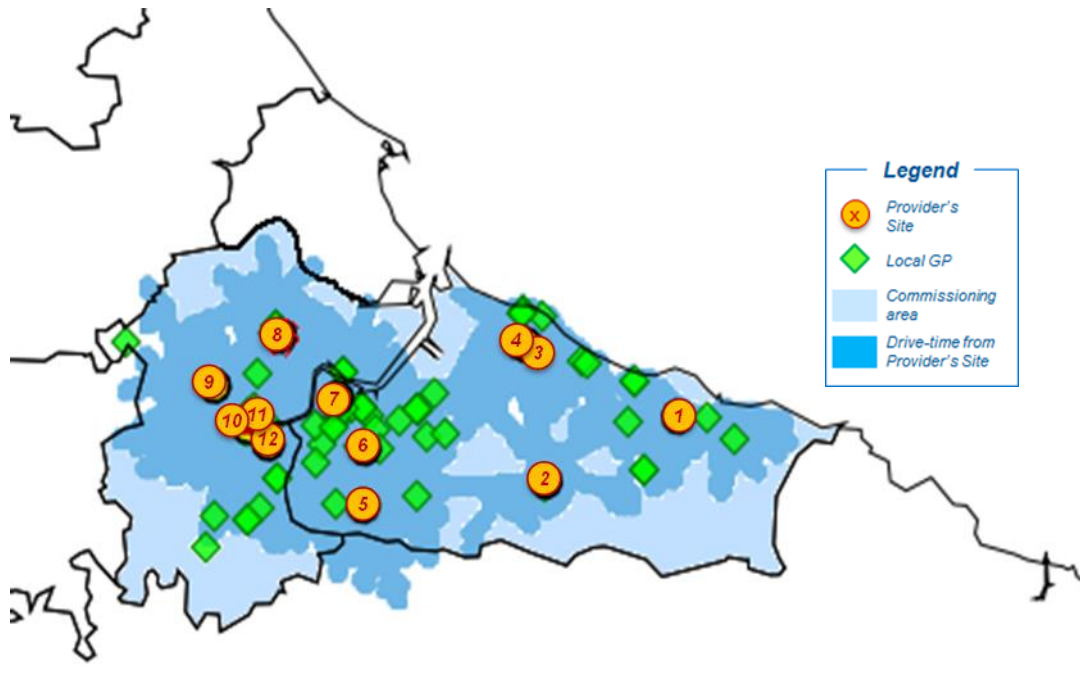 Legend
x
Provider's
Site
Local GP
Commissioning
area
Drive-time from
Provider's Site
8
4
3
9
7
1
10
11
12
6
2
5